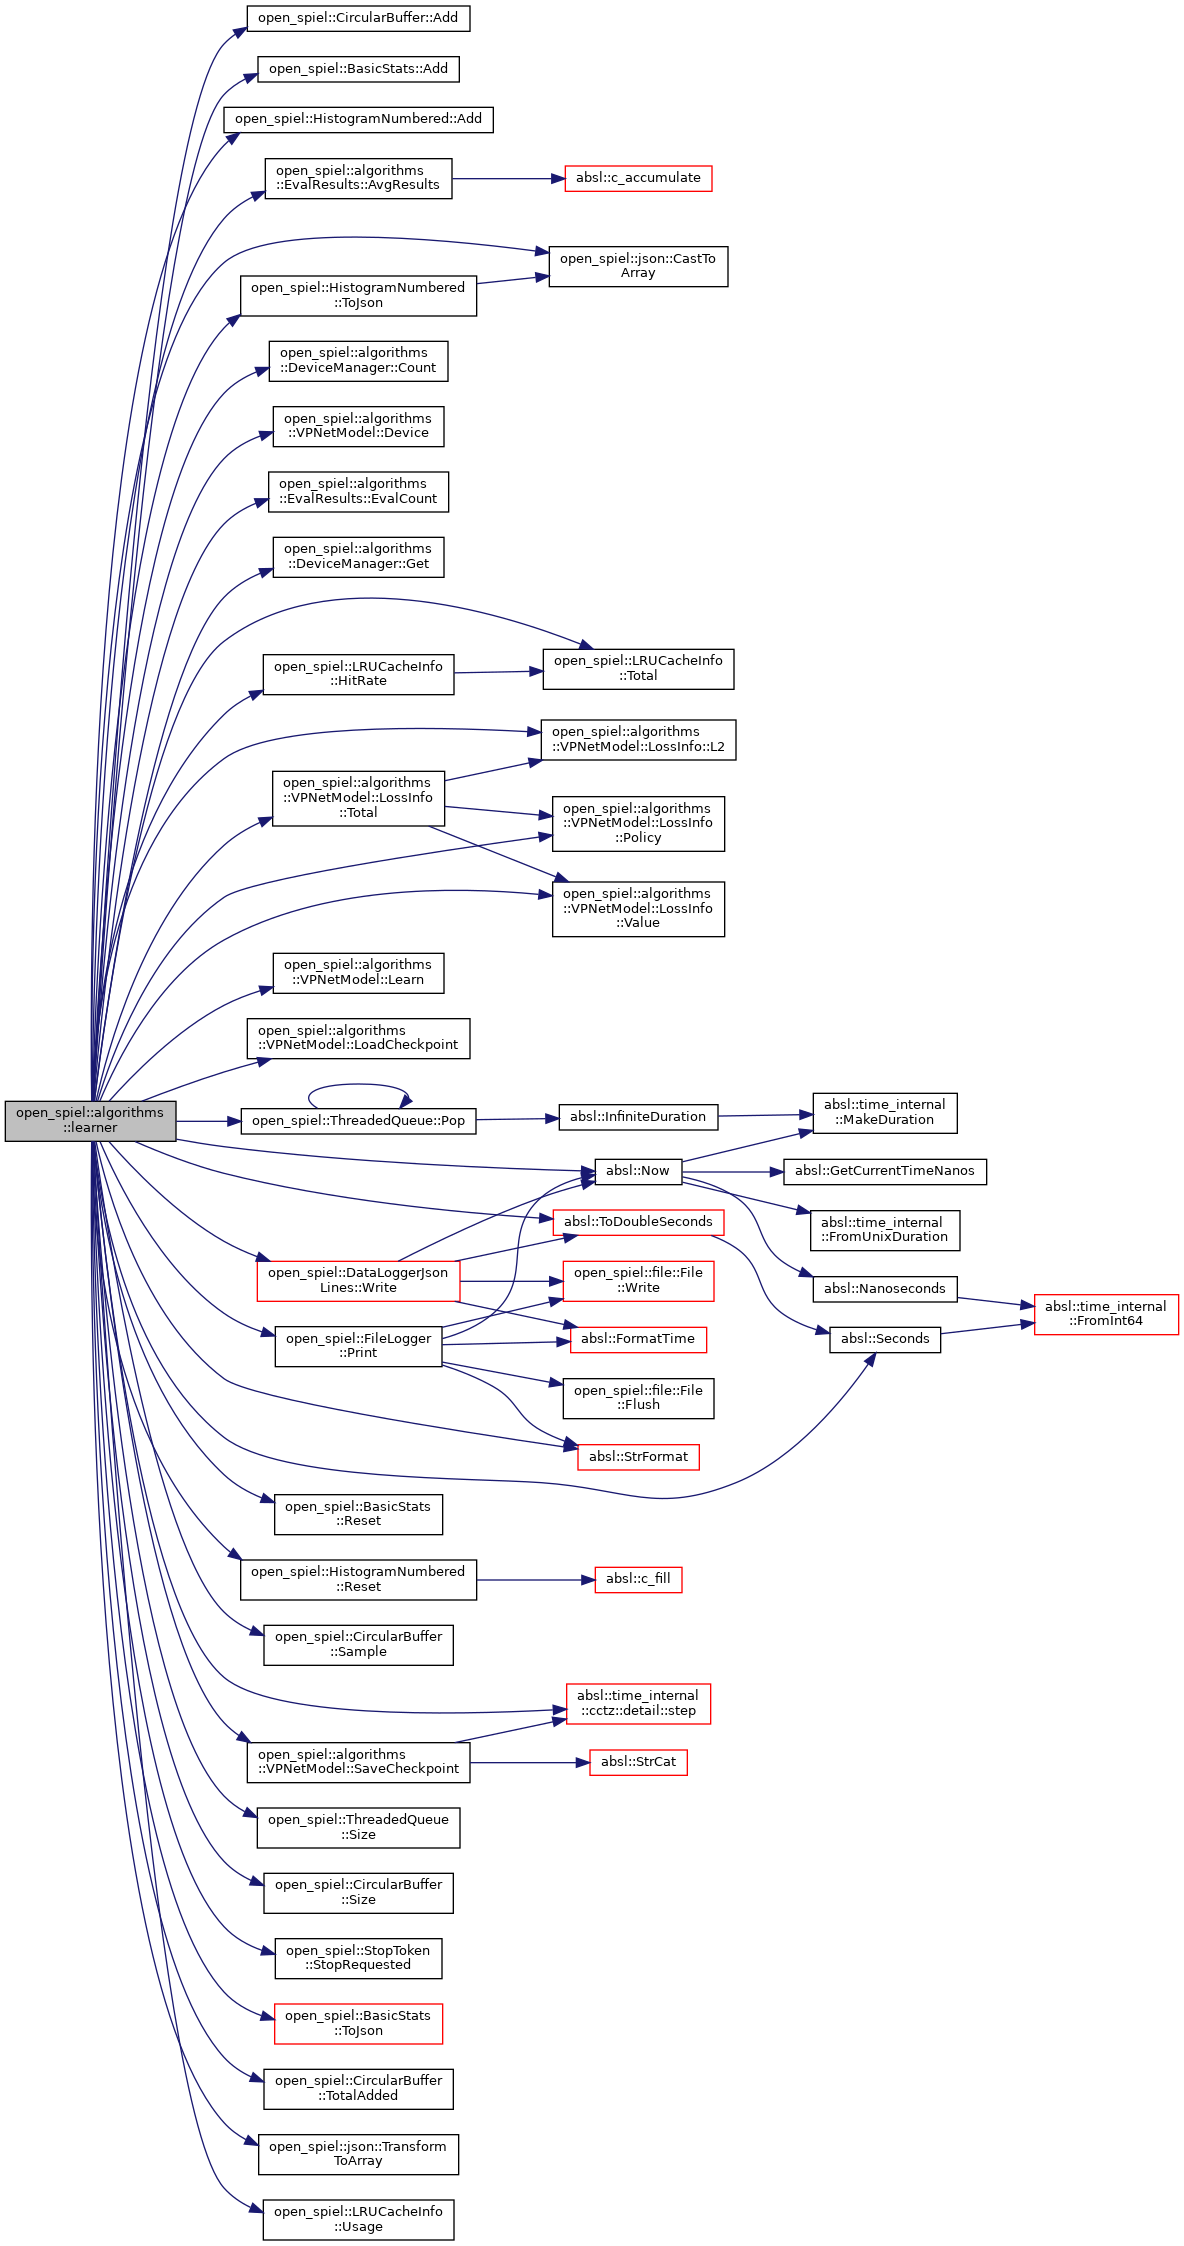 open_spiel::CircularBuffer::Add
open_spiel::BasicStats::Add
open_spiel::HistogramNumbered::Add
open_spiel::algorithms
::EvalResults::AvgResults
absl::c_accumulate
open_spiel::json::CastTo
Array
open_spiel::HistogramNumbered
::ToJson
open_spiel::algorithms
::DeviceManager::Count
open_spiel::algorithms
::VPNetModel::Device
open_spiel::algorithms
::EvalResults::EvalCount
open_spiel::algorithms
::DeviceManager::Get
open_spiel::LRUCacheInfo
::HitRate
open_spiel::LRUCacheInfo
::Total
open_spiel::algorithms
::VPNetModel::LossInfo::L2
open_spiel::algorithms
::VPNetModel::LossInfo
::Total
open_spiel::algorithms
::VPNetModel::LossInfo
::Policy
open_spiel::algorithms
::VPNetModel::LossInfo
::Value
open_spiel::algorithms
::VPNetModel::Learn
open_spiel::algorithms
::VPNetModel::LoadCheckpoint
open_spiel::algorithms
::learner
open_spiel::ThreadedQueue::Pop
absl::InfiniteDuration
absl::time_internal
::MakeDuration
absl::Now
absl::GetCurrentTimeNanos
absl::ToDoubleSeconds
absl::time_internal
::FromUnixDuration
open_spiel::DataLoggerJson
Lines::Write
open_spiel::file::File
::Write
absl::Nanoseconds
absl::time_internal
::FromInt64
open_spiel::FileLogger
::Print
absl::FormatTime
absl::Seconds
open_spiel::file::File
::Flush
absl::StrFormat
open_spiel::BasicStats
::Reset
open_spiel::HistogramNumbered
::Reset
absl::c_fill
open_spiel::CircularBuffer
::Sample
absl::time_internal
::cctz::detail::step
open_spiel::algorithms
::VPNetModel::SaveCheckpoint
absl::StrCat
open_spiel::ThreadedQueue
::Size
open_spiel::CircularBuffer
::Size
open_spiel::StopToken
::StopRequested
open_spiel::BasicStats
::ToJson
open_spiel::CircularBuffer
::TotalAdded
open_spiel::json::Transform
ToArray
open_spiel::LRUCacheInfo
::Usage